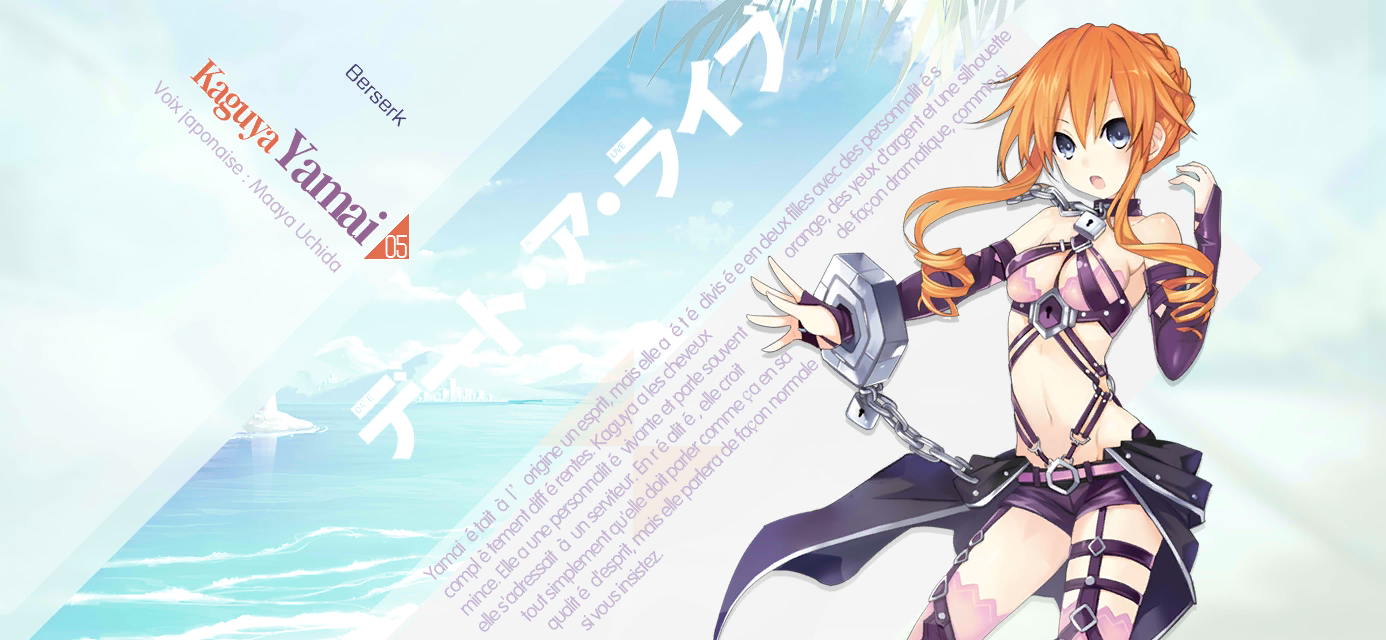 Berserk
Kaguya
Yamai
05
Voix japonaise : Maaya Uchida
デート・ア・ライブ
LIVE
Yamai était à l'origine un esprit, mais elle a été divisée en deux filles avec des personnalités
complètement différentes. Kaguya a les cheveux orange, des yeux d'argent et une silhouette
mince. Elle a une personnalité vivante et parle souvent de façon dramatique, comme si
elle s'adressait à un serviteur. En réalité, elle croit
tout simplement qu'elle doit parler comme ça en sa
qualité d'esprit, mais elle parlera de façon normale
si vous insistez.